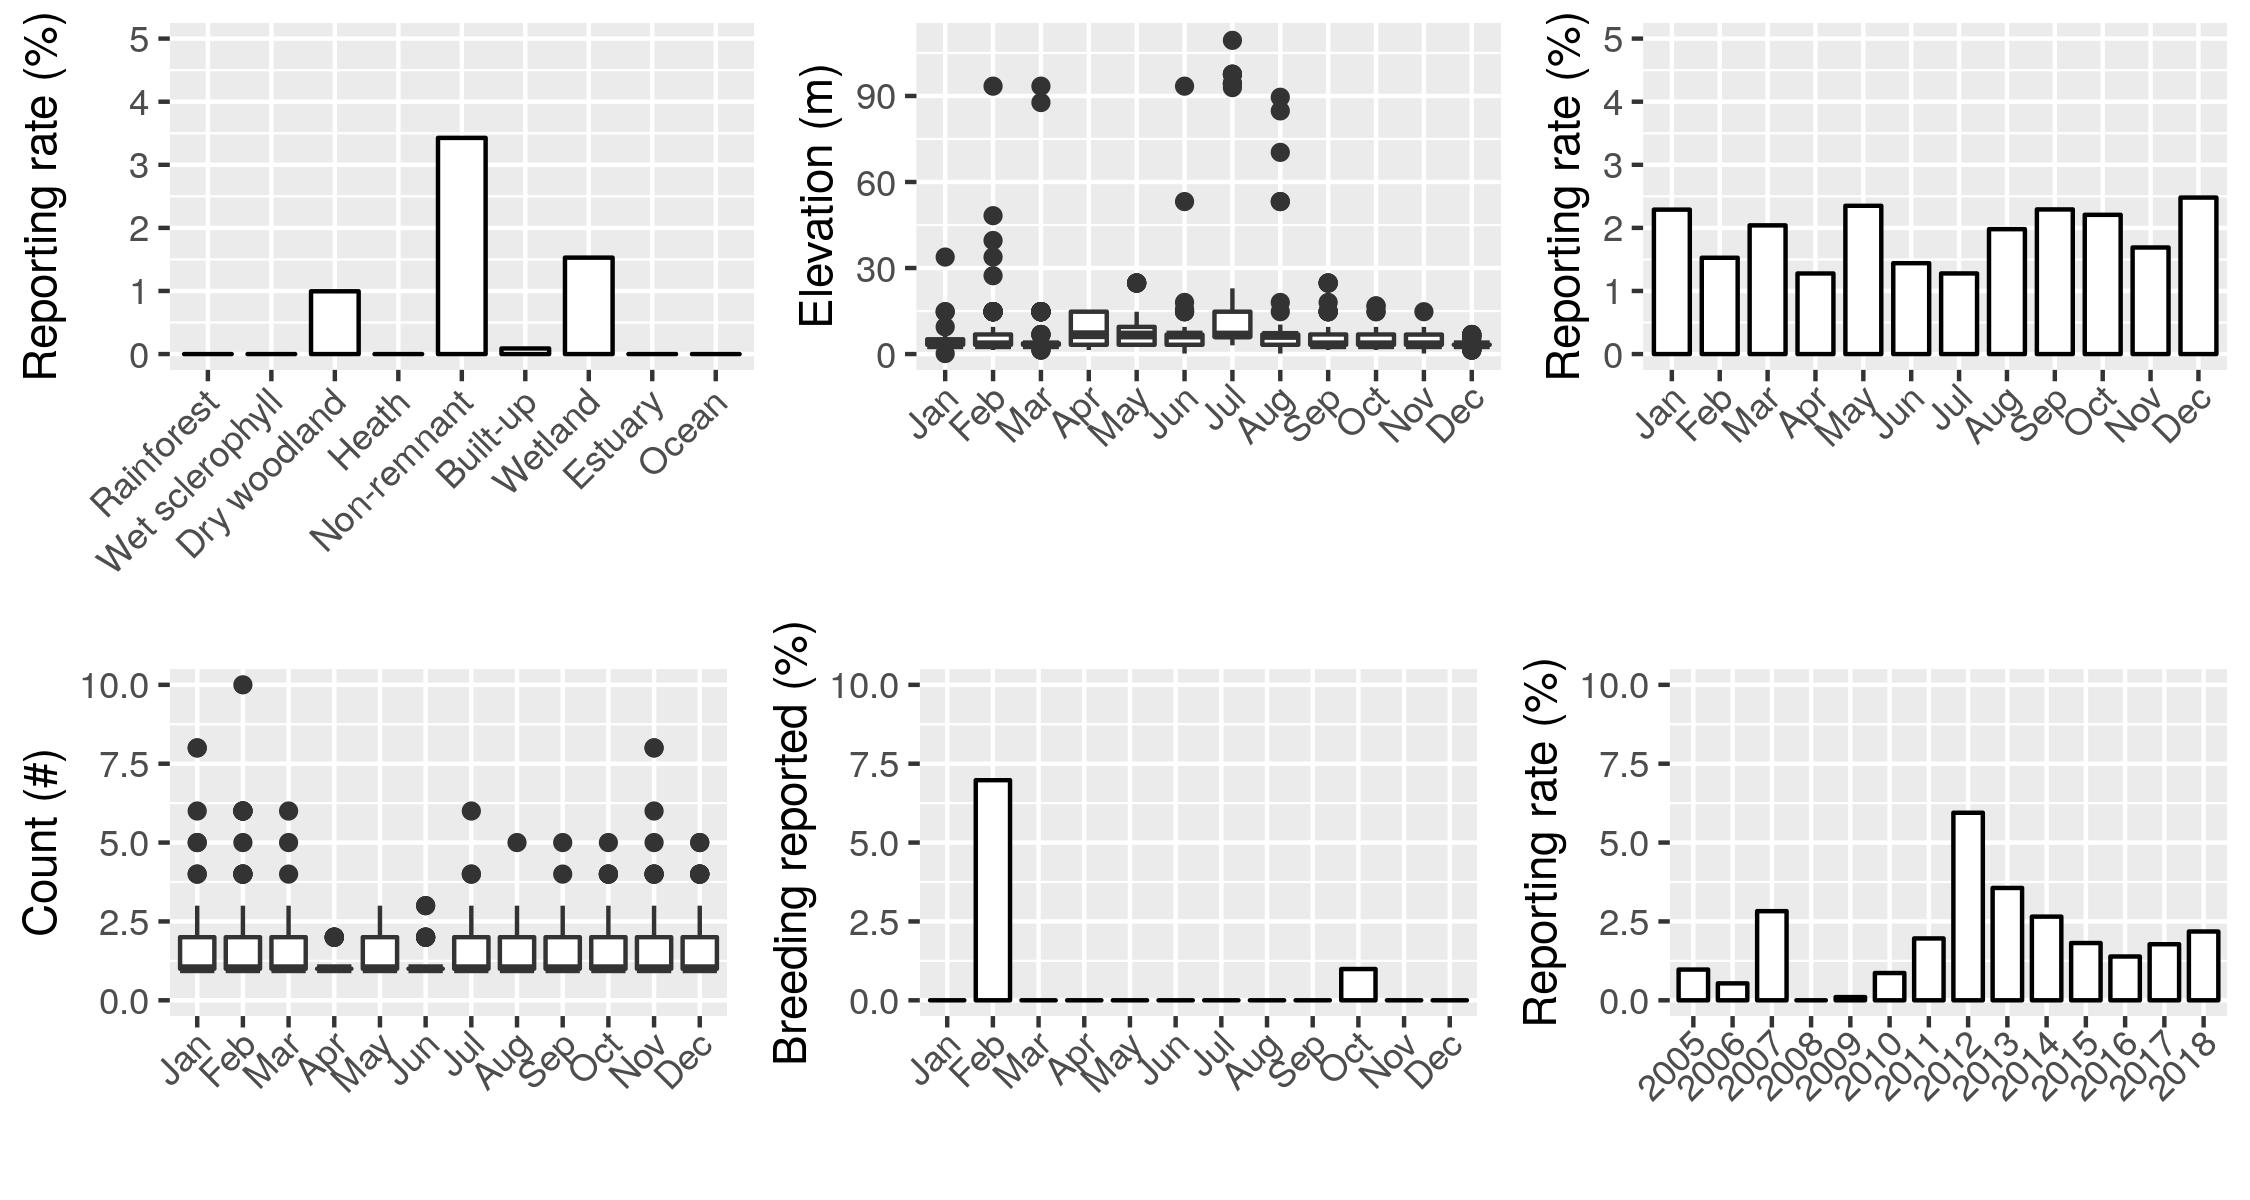 Reporting rate (%)
5
4
3
2
1
0
Rainforest
Wet sclerophyll
Dry woodland
Heath
Non-remnant
Built-up
Wetland
Estuary
Ocean
Elevation (m)
90
60
30
0
Jan
Feb
Mar
Apr
May
Jun
Jul
Aug
Sep
Oct
Nov
Dec
Reporting rate (%)
5
4
3
2
1
0
Jan
Feb
Mar
Apr
May
Jun
Jul
Aug
Sep
Oct
Nov
Dec
Count (#)
10.0
7.5
5.0
2.5
0.0
Jan
Feb
Mar
Apr
May
Jun
Jul
Aug
Sep
Oct
Nov
Dec
Breeding reported (%)
10.0
7.5
5.0
2.5
0.0
Jan
Feb
Mar
Apr
May
Jun
Jul
Aug
Sep
Oct
Nov
Dec
Reporting rate (%)
10.0
7.5
5.0
2.5
0.0
2005
2006
2007
2008
2009
2010
2011
2012
2013
2014
2015
2016
2017
2018